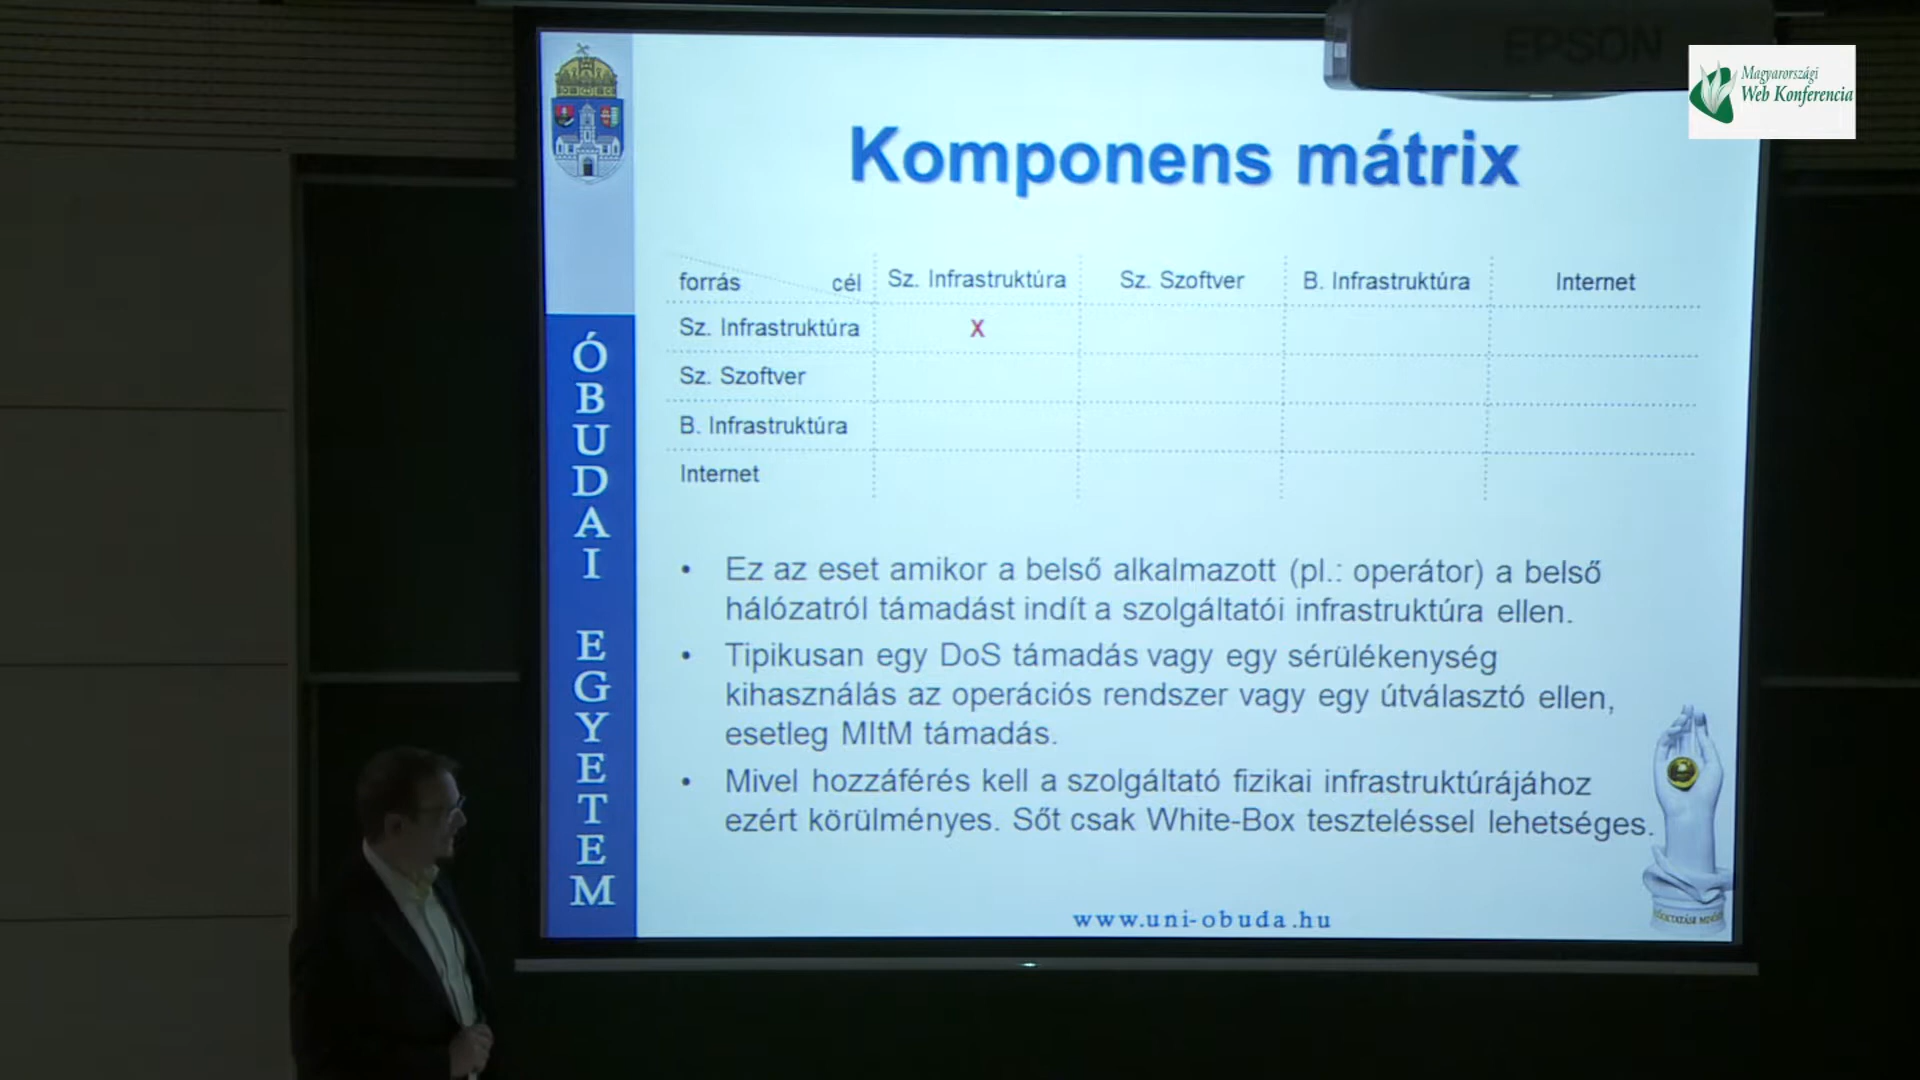 EPSON
Magyarországi
Web Konferencia
Komponens mátrix
forrás cél Sz. Infrastruktúra Sz. Szoftver B. Infrastruktúra Internet
Sz. Infrastruktúra X
Sz. Szoftver
B. Infrastruktúra
Internet
• Ez az eset amikor a belső alkalmazott (pl.: operátor) a belső
hálózatról támadást indít a szolgáltatói infrastruktúra ellen.
• Tipikusan egy DoS támadás vagy egy sérülékenység
kihasználás az operációs rendszer vagy egy útválasztó ellen,
esetleg MItM támadás.
• Mivel hozzáférés kell a szolgáltató fizikai infrastruktúrájához
ezért körülményes. Sőt csak White-Box teszteléssel lehetséges.
www.uni-obuda.hu
ÓBUDAI EGYETEM